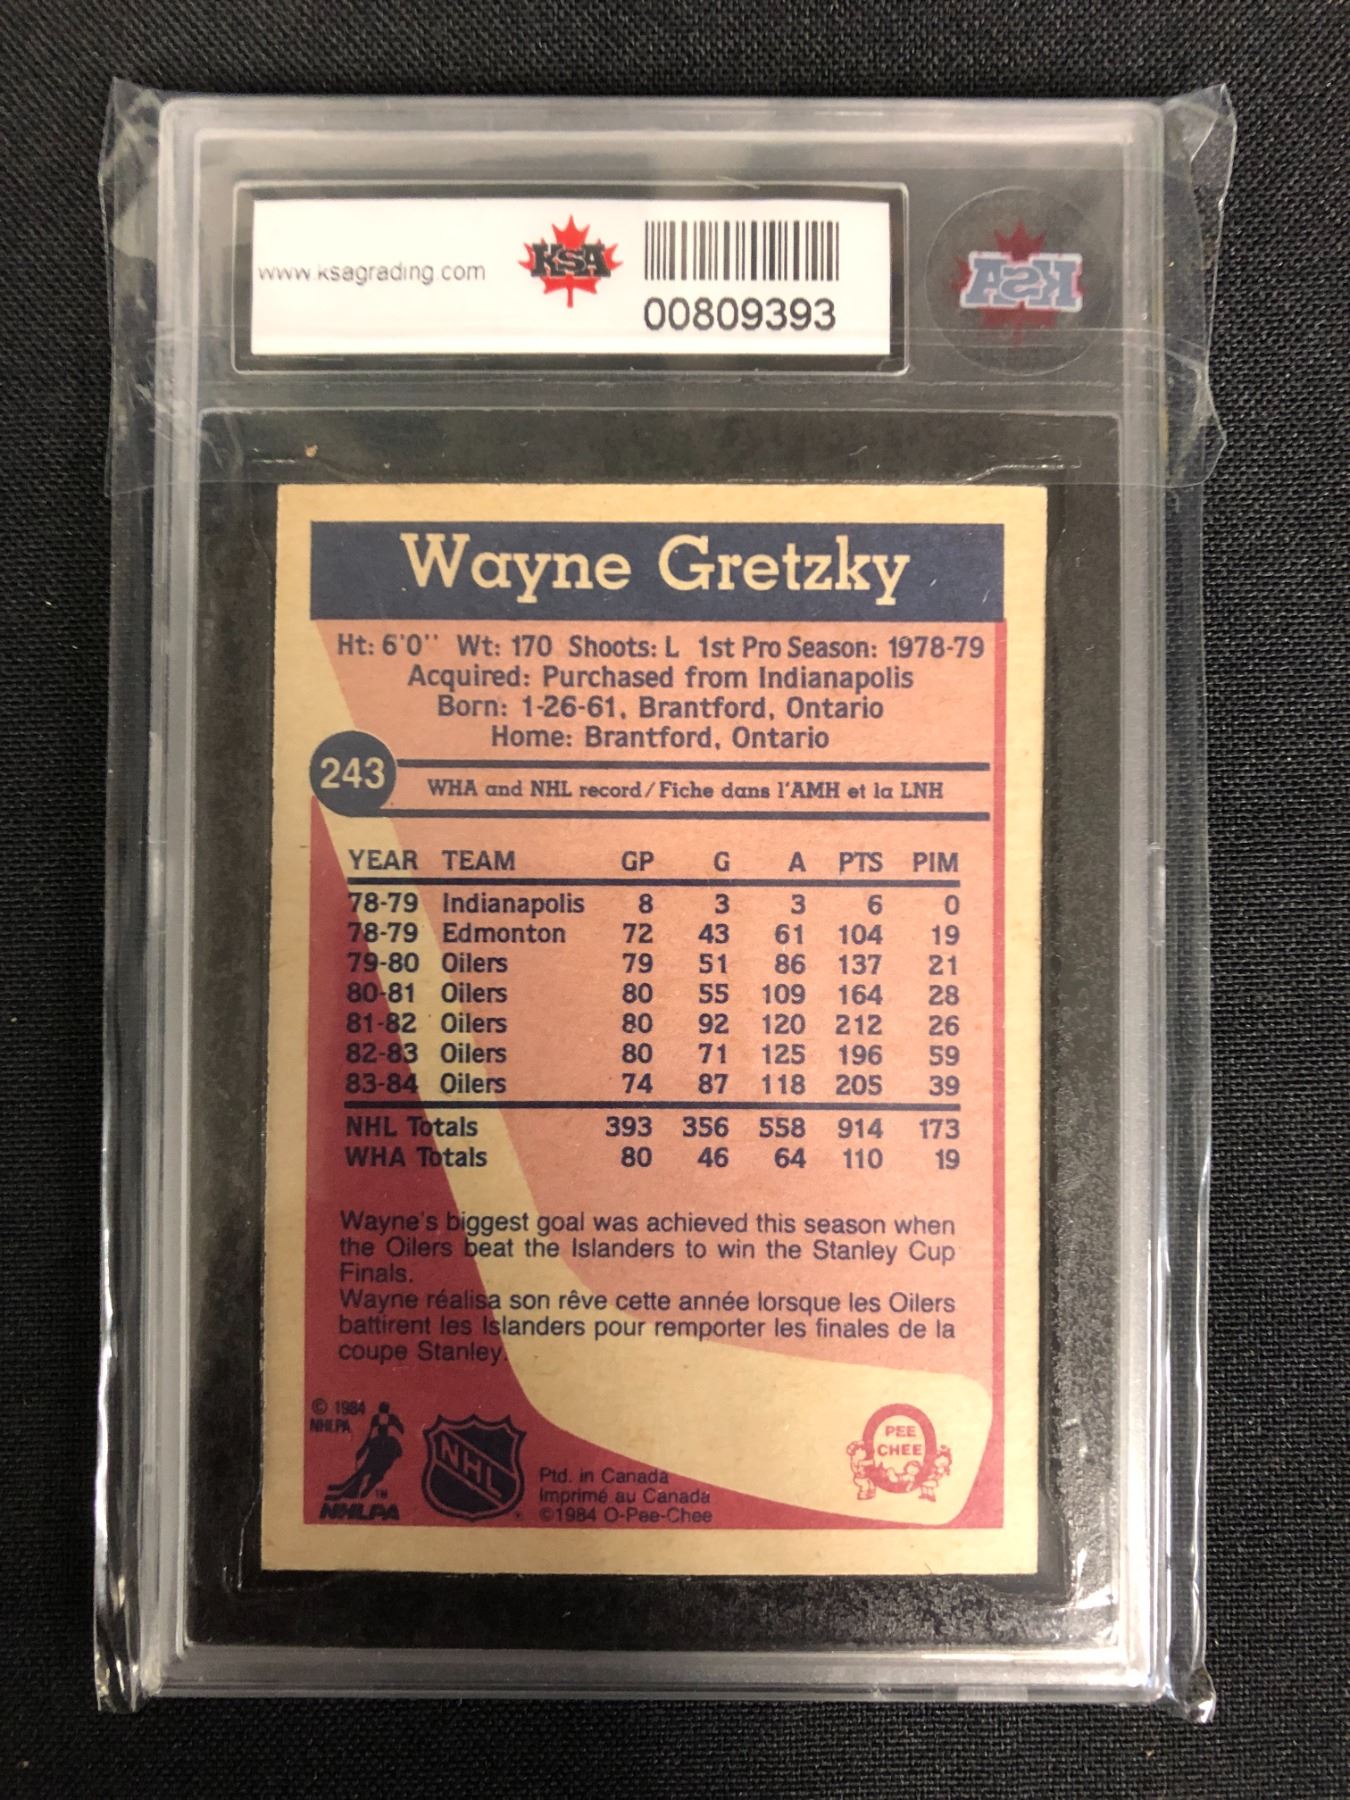 www.ksagrading.com
KSA
00809393
KSA
Wayne Gretzky
Ht: 6'0" Wt: 170 Shoots: L 1st Pro Season: 1978-79
Acquired: Purchased from Indianapolis
Born: 1-26-61, Brantford, Ontario
Home: Brantford, Ontario
243
WHA and NHL record/Fiche dans l'AMH et la LNH
YEAR TEAM GP G A PTS PIM
78-79 Indianapolis 8 3 3 6 0
78-79 Edmonton 72 43 61 104 19
79-80 Oilers 79 51 86 137 21
80-81 Oilers 80 55 109 164 28
81-82 Oilers 80 92 120 212 26
82-83 Oilers 80 71 125 196 59
83-84 Oilers 74 87 118 205 39
NHL Totals 393 356 558 914 173
WHA Totals 80 46 64 110 19
Wayne's biggest goal was achieved this season when
the Oilers beat the Islanders to win the Stanley Cup
Finals.
Wayne réalisa son rêve cette année lorsque les Oilers
battirent les Islanders pour remporter les finales de la
coupe Stanley.
© 1984
NHLPA
TM
NHLPA
NHL
Ptd. in Canada
Imprimé au Canada
©1984 O-Pee-Chee
PEE
CHEE